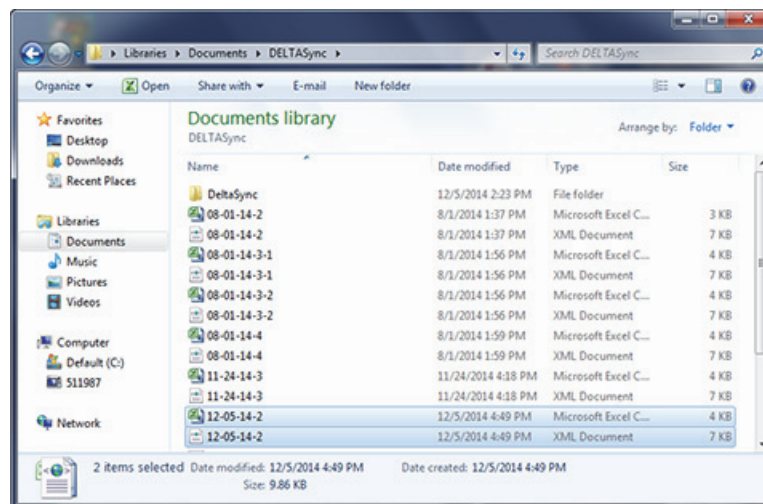 Libraries ▸ Documents ▸ DELTASync ▸ Search DELTASync
Organize Open Share with E-mail New folder
Favorites
Desktop
Downloads
Recent Places
Libraries
Documents
Music
Pictures
Videos
Computer
Default (C:)
511987
Network
Documents library
DELTASync
Arrange by: Folder
Name Date modified Type Size
DeltaSync 12/5/2014 2:23 PM File folder
08-01-14-2 8/1/2014 1:37 PM Microsoft Excel C... 3 KB
08-01-14-2 8/1/2014 1:37 PM XML Document 7 KB
08-01-14-3-1 8/1/2014 1:56 PM Microsoft Excel C... 4 KB
08-01-14-3-1 8/1/2014 1:56 PM XML Document 7 KB
08-01-14-3-2 8/1/2014 1:56 PM Microsoft Excel C... 4 KB
08-01-14-3-2 8/1/2014 1:56 PM XML Document 7 KB
08-01-14-4 8/1/2014 1:59 PM Microsoft Excel C... 4 KB
08-01-14-4 8/1/2014 1:59 PM XML Document 7 KB
11-24-14-3 11/24/2014 4:18 PM Microsoft Excel C... 4 KB
11-24-14-3 11/24/2014 4:18 PM XML Document 7 KB
12-05-14-2 12/5/2014 4:49 PM Microsoft Excel C... 4 KB
12-05-14-2 12/5/2014 4:49 PM XML Document 7 KB
2 items selected Date modified: 12/5/2014 4:49 PM Date created: 12/5/2014 4:49 PM
Size: 9.86 KB